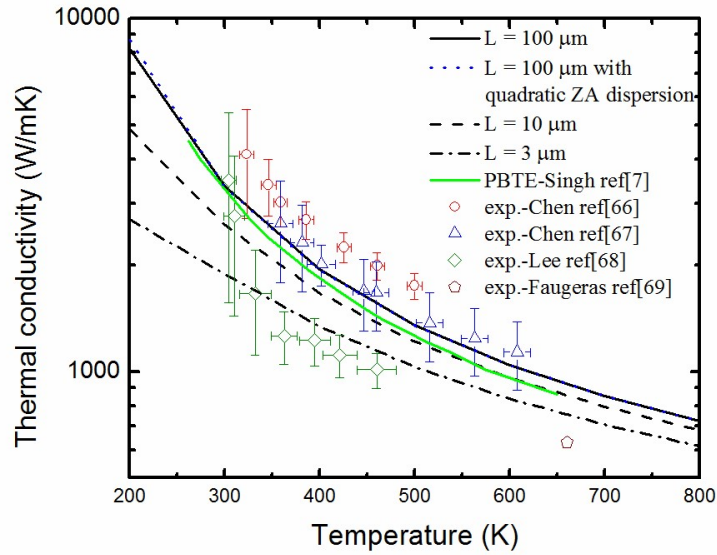 10000
1000
Thermal conductivity (W/mK)
L = 100 μm
L = 100 μm with
quadratic ZA dispersion
L = 10 μm
L = 3 μm
PBTE-Singh ref[7]
exp.-Chen ref[66]
exp.-Chen ref[67]
exp.-Lee ref[68]
exp.-Faugeras ref[69]
200 300 400 500 600 700 800
Temperature (K)